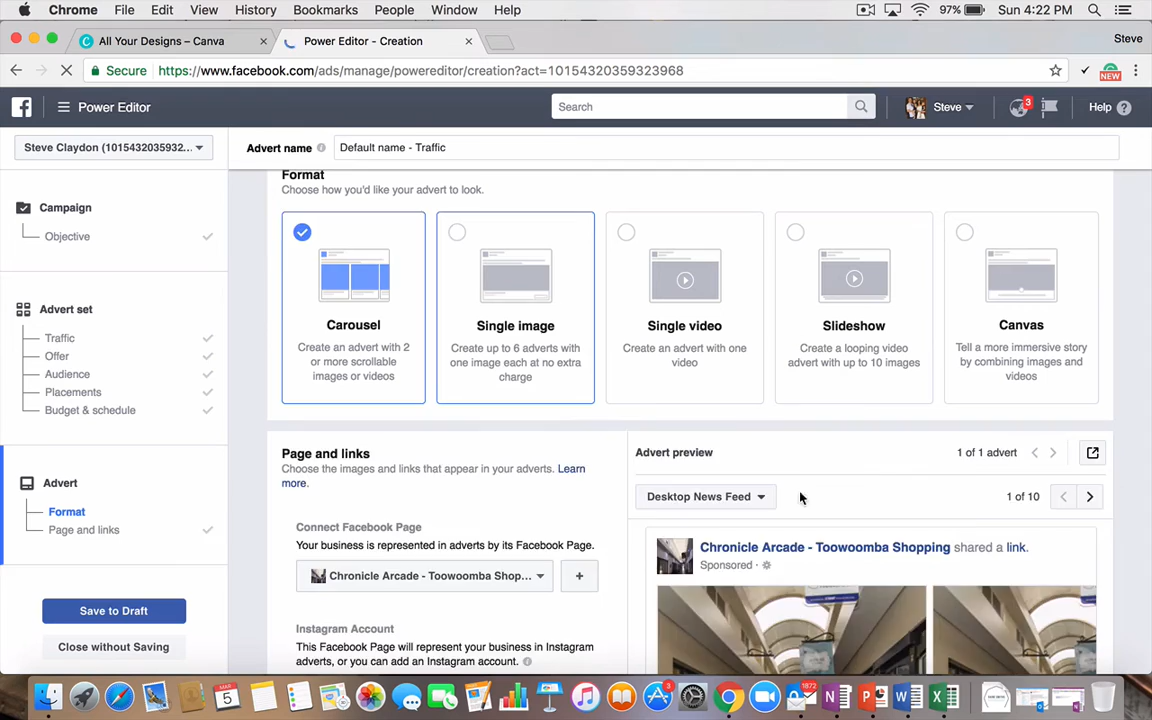 Chrome File Edit View History Bookmarks People Window Help 97% Sun 4:22 PM
All Your Designs – Canva Power Editor - Creation Steve
Secure https://www.facebook.com/ads/manage/powereditor/creation?act=10154320359323968 NEW
Power Editor Search Steve 3 Help
Steve Claydon (1015432035932... Advert name Default name - Traffic
Campaign
Objective
Advert set
Traffic
Offer
Audience
Placements
Budget & schedule
Advert
Format
Page and links
Save to Draft
Close without Saving
Format
Choose how you'd like your advert to look.
Carousel
Create an advert with 2
or more scrollable
images or videos
Single image
Create up to 6 adverts with
one image each at no extra
charge
Single video
Create an advert with one
video
Slideshow
Create a looping video
advert with up to 10 images
Canvas
Tell a more immersive story
by combining images and
videos
Page and links
Choose the images and links that appear in your adverts. Learn
more.
Connect Facebook Page
Your business is represented in adverts by its Facebook Page.
Chronicle Arcade - Toowoomba Shop...
Instagram Account
This Facebook Page will represent your business in Instagram
adverts, or you can add an Instagram account.
Advert preview 1 of 1 advert
Desktop News Feed 1 of 10
Chronicle Arcade - Toowoomba Shopping shared a link.
Sponsored
5 3 1872